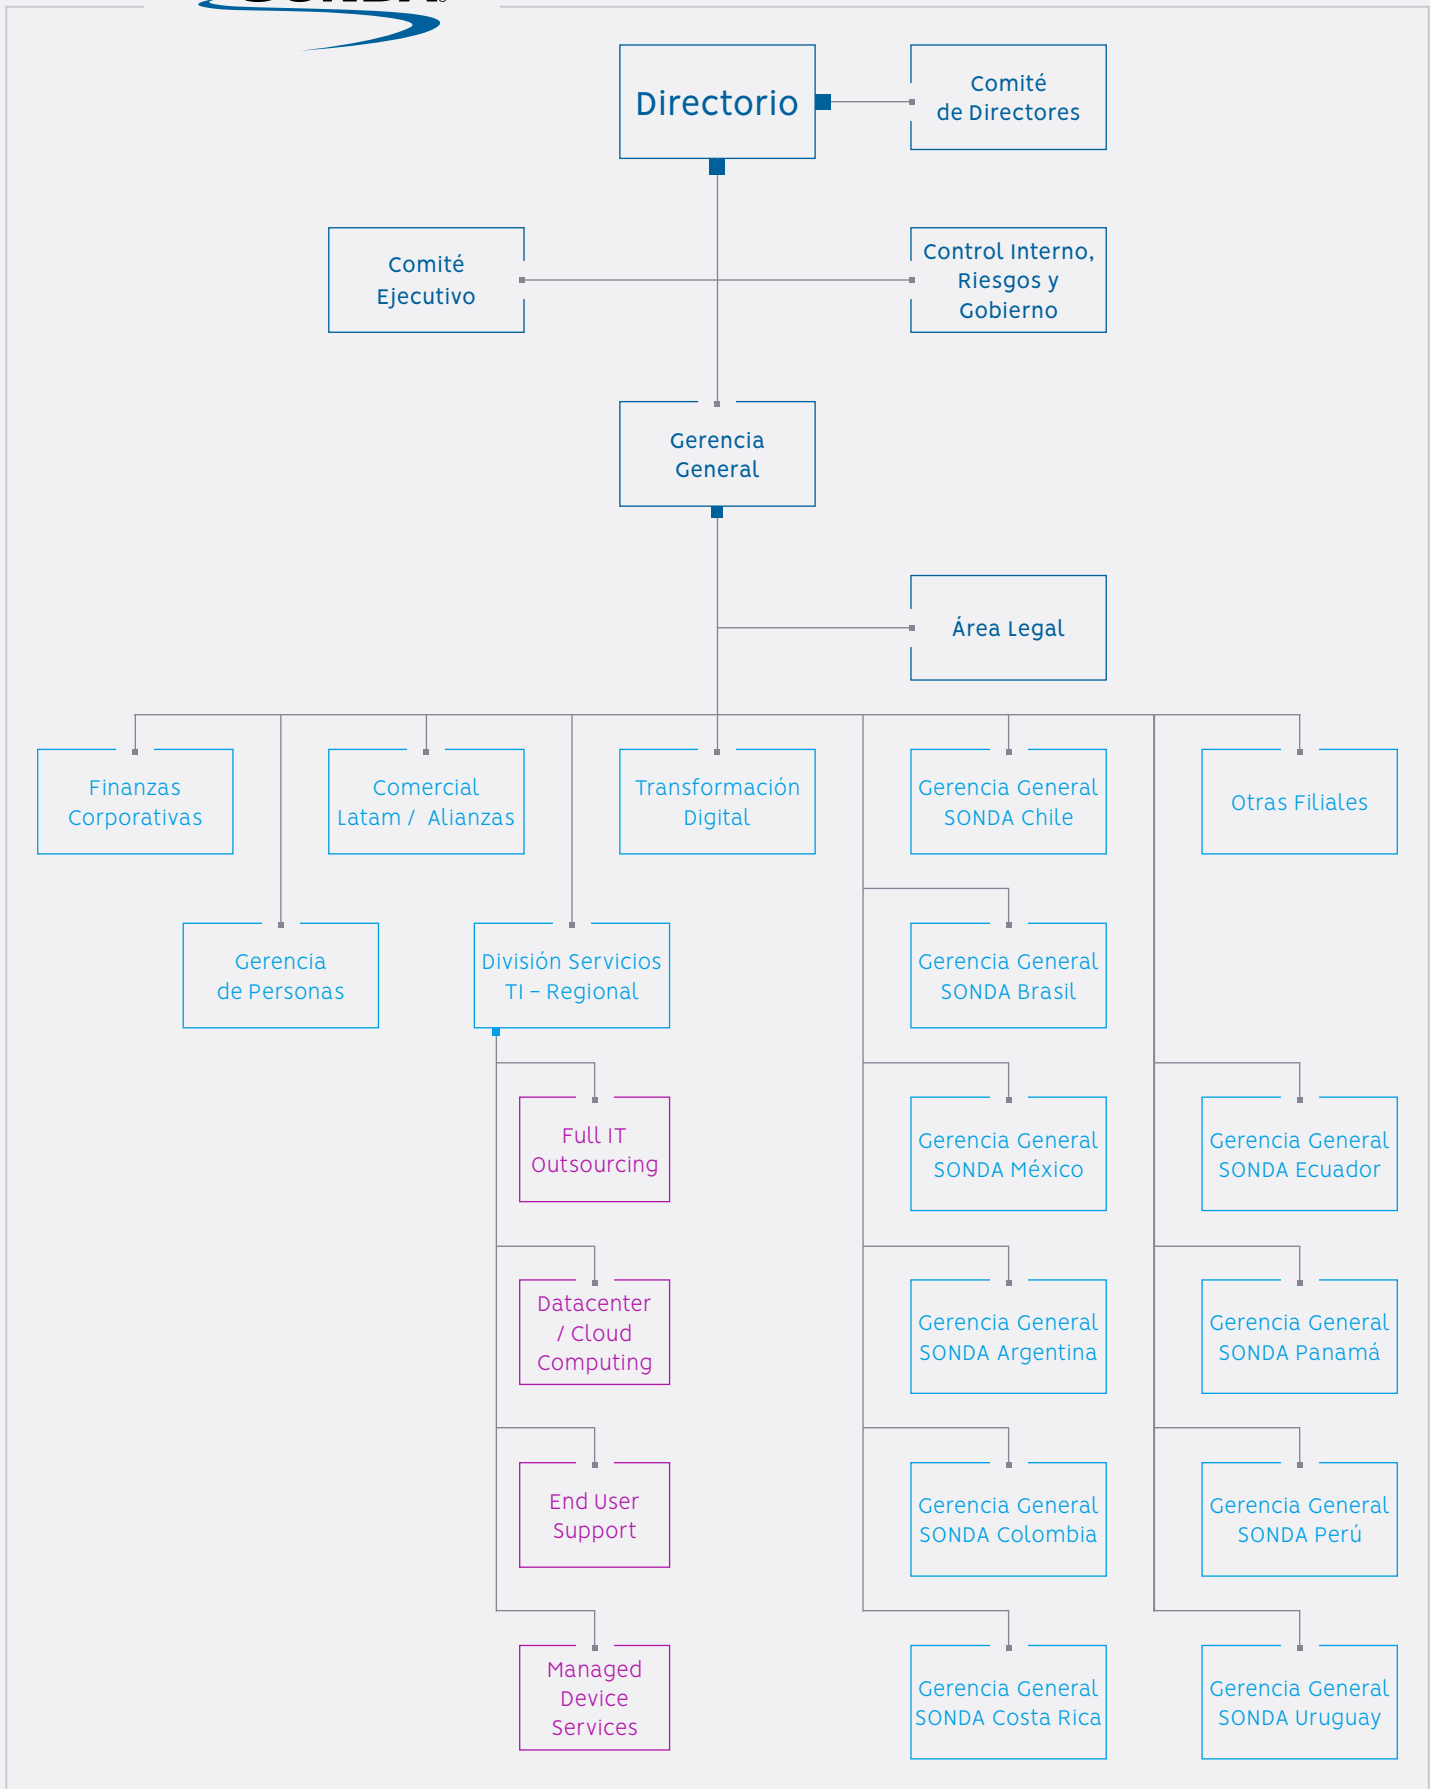 Directorio
Comité
de Directores
Comité
Ejecutivo
Control Interno,
Riesgos y
Gobierno
Gerencia
General
Área Legal
Finanzas
Corporativas
Comercial
Latam / Alianzas
Transformación
Digital
Gerencia General
SONDA Chile
Otras Filiales
Gerencia
de Personas
División Servicios
TI – Regional
Gerencia General
SONDA Brasil
Full IT
Outsourcing
Gerencia General
SONDA México
Gerencia General
SONDA Ecuador
Datacenter
/ Cloud
Computing
Gerencia General
SONDA Argentina
Gerencia General
SONDA Panamá
End User
Support
Gerencia General
SONDA Colombia
Gerencia General
SONDA Perú
Managed
Device
Services
Gerencia General
SONDA Costa Rica
Gerencia General
SONDA Uruguay